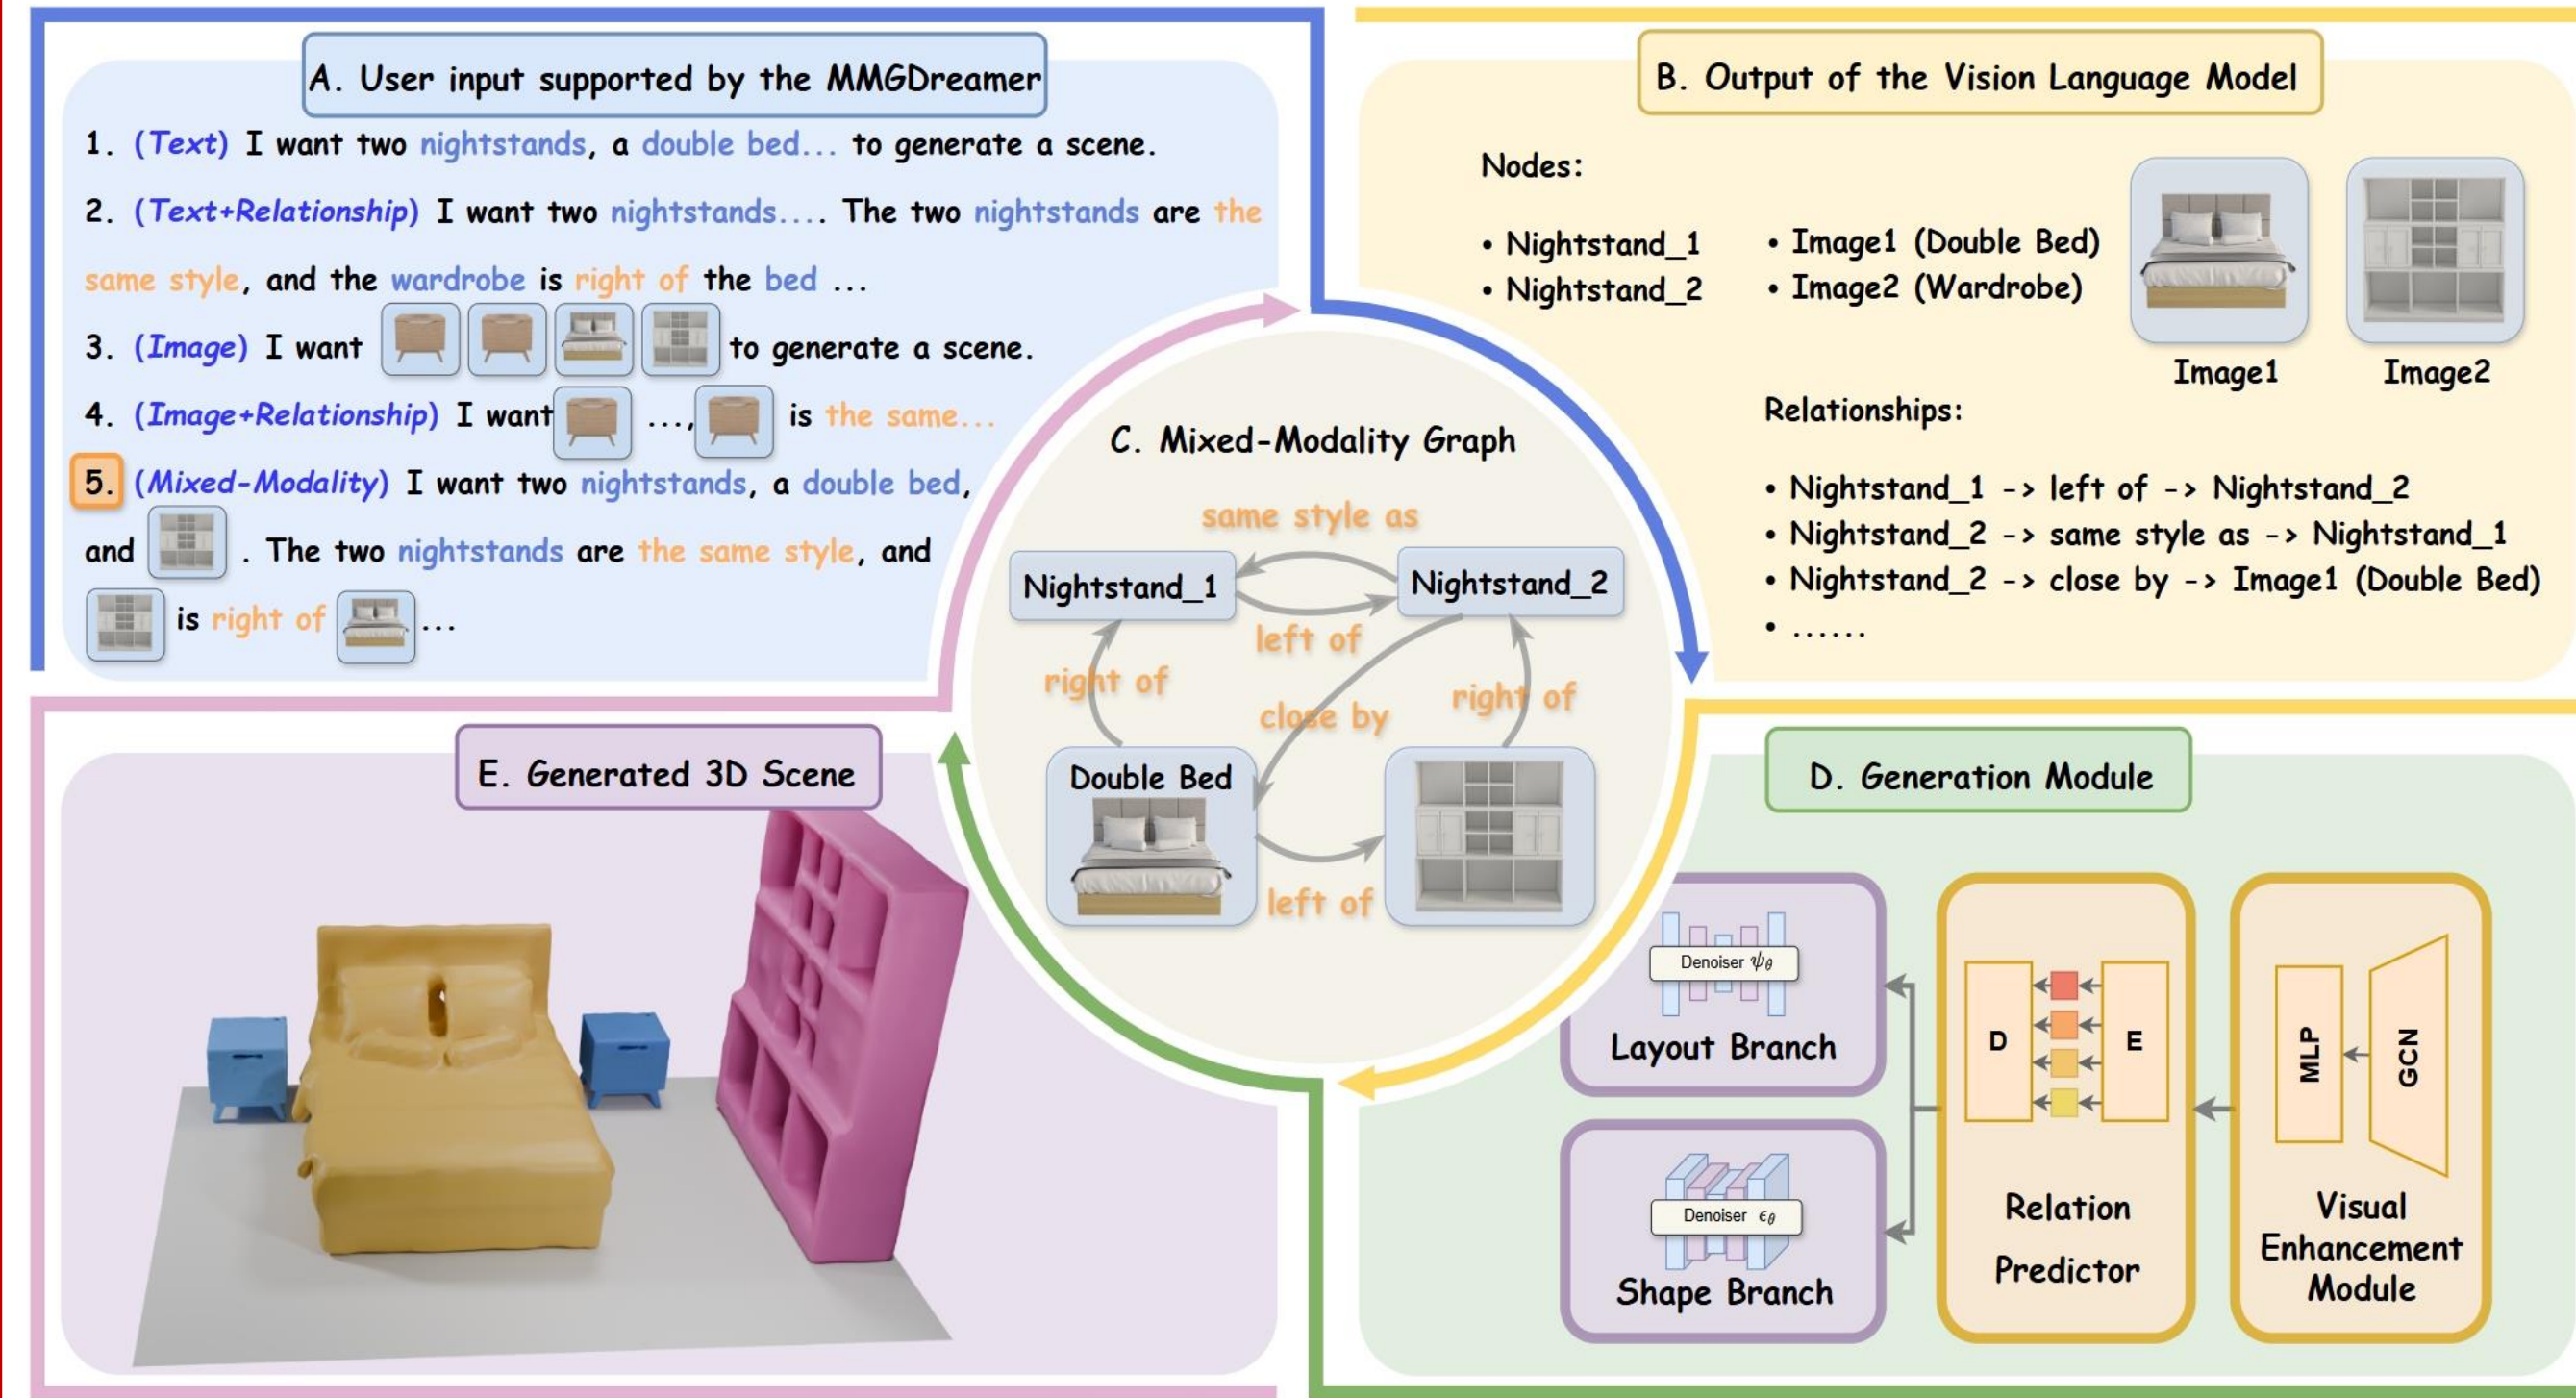 A. User input supported by the MMGDreamer
1. (Text) I want two nightstands, a double bed... to generate a scene.
2. (Text+Relationship) I want two nightstands.... The two nightstands are the
same style, and the wardrobe is right of the bed ...
3. (Image) I want to generate a scene.
4. (Image+Relationship) I want ..., is the same...
5. (Mixed-Modality) I want two nightstands, a double bed,
and . The two nightstands are the same style, and
is right of ...
B. Output of the Vision Language Model
Nodes:
• Nightstand_1
• Nightstand_2
• Image1 (Double Bed)
• Image2 (Wardrobe)
Image1
Image2
Relationships:
• Nightstand_1 -> left of -> Nightstand_2
• Nightstand_2 -> same style as -> Nightstand_1
• Nightstand_2 -> close by -> Image1 (Double Bed)
• ......
C. Mixed-Modality Graph
same style as
Nightstand_1
Nightstand_2
left of
right of
close by
right of
Double Bed
left of
D. Generation Module
Denoiser ψθ
Layout Branch
Denoiser ϵθ
Shape Branch
D
E
Relation
Predictor
MLP
GCN
Visual
Enhancement
Module
E. Generated 3D Scene